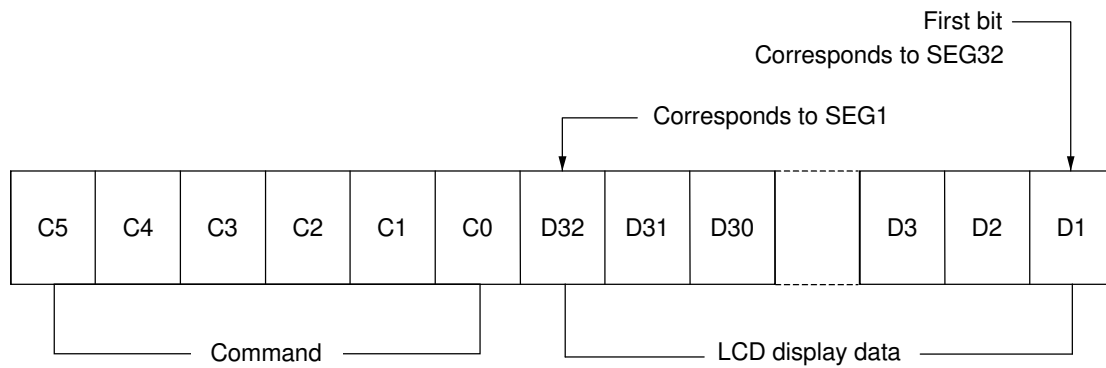 First bit
Corresponds to SEG32
Corresponds to SEG1
C5 C4 C3 C2 C1 C0 D32 D31 D30 D3 D2 D1
Command LCD display data